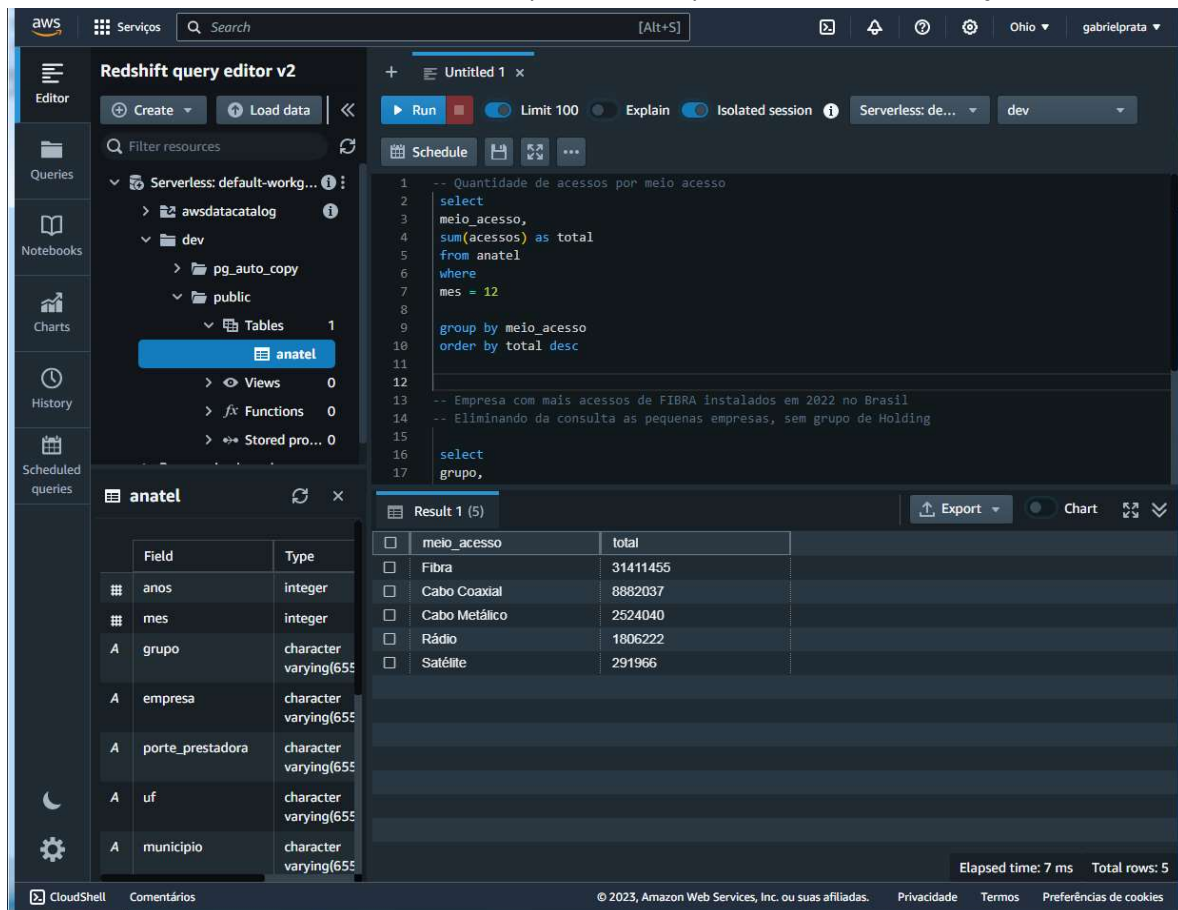 aws Serviços Search [Alt+S] Ohio gabrielprata
Editor
Queries
Notebooks
Charts
History
Scheduled
queries
Redshift query editor v2
Create Load data
Filter resources
Serverless: default-workg...
awsdatacatalog
dev
pg_auto_copy
public
Tables 1
anatel
Views 0
Functions 0
Stored pro... 0
anatel
Field Type
anos integer
mes integer
grupo character
varying(655
empresa character
varying(655
porte_prestadora character
varying(655
uf character
varying(655
municipio character
varying(655
+ Untitled 1 ×
Run Limit 100 Explain Isolated session Serverless: de... dev
Schedule
1 -- Quantidade de acessos por meio acesso
2 select
3 meio_acesso,
4 sum(acessos) as total
5 from anatel
6 where
7 mes = 12
8
9 group by meio_acesso
10 order by total desc
11
12
13 -- Empresa com mais acessos de FIBRA instalados em 2022 no Brasil
14 -- Eliminando da consulta as pequenas empresas, sem grupo de Holding
15
16 select
17 grupo,
Result 1 (5) Export Chart
meio_acesso total
Fibra 31411455
Cabo Coaxial 8882037
Cabo Metálico 2524040
Rádio 1806222
Satélite 291966
Elapsed time: 7 ms Total rows: 5
CloudShell Comentários © 2023, Amazon Web Services, Inc. ou suas afiliadas. Privacidade Termos Preferências de cookies